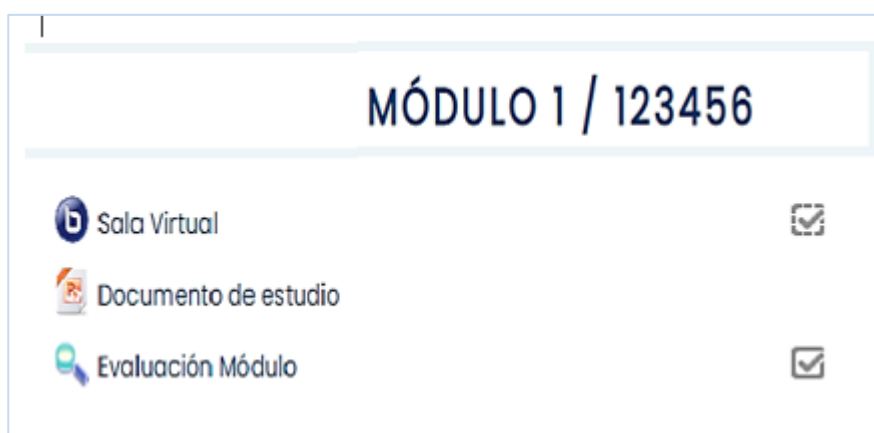 MÓDULO 1 / 123456
Sala Virtual
Documento de estudio
Evaluación Módulo